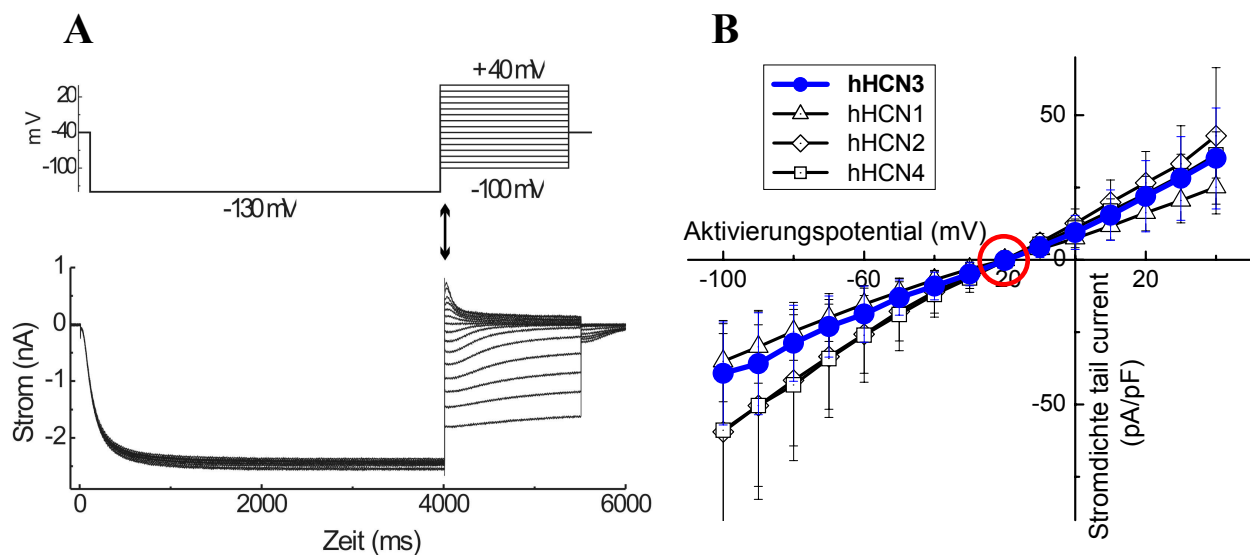 A
+40 mV
20
-40
-100
mV
-130 mV
-100 mV
1
0
-1
-2
Strom (nA)
0
2000
4000
6000
Zeit (ms)
B
hHCN3
hHCN1
hHCN2
hHCN4
50
Aktivierungspotential (mV)
0
-100
-60
20
20
-50
Stromdichte tail current
(pA/pF)